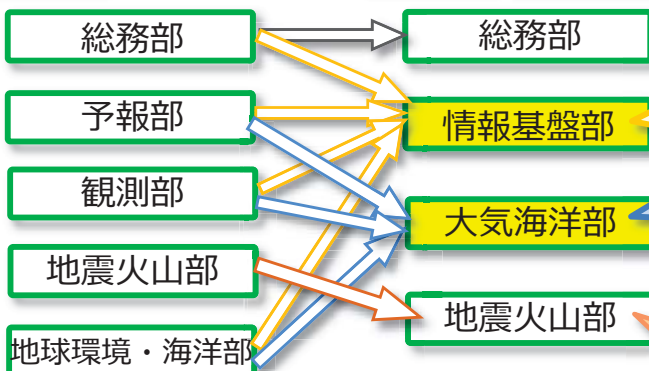 総務部
予報部
観測部
地震火山部
地球環境・海洋部
総務部
情報基盤部
大気海洋部
地震火山部